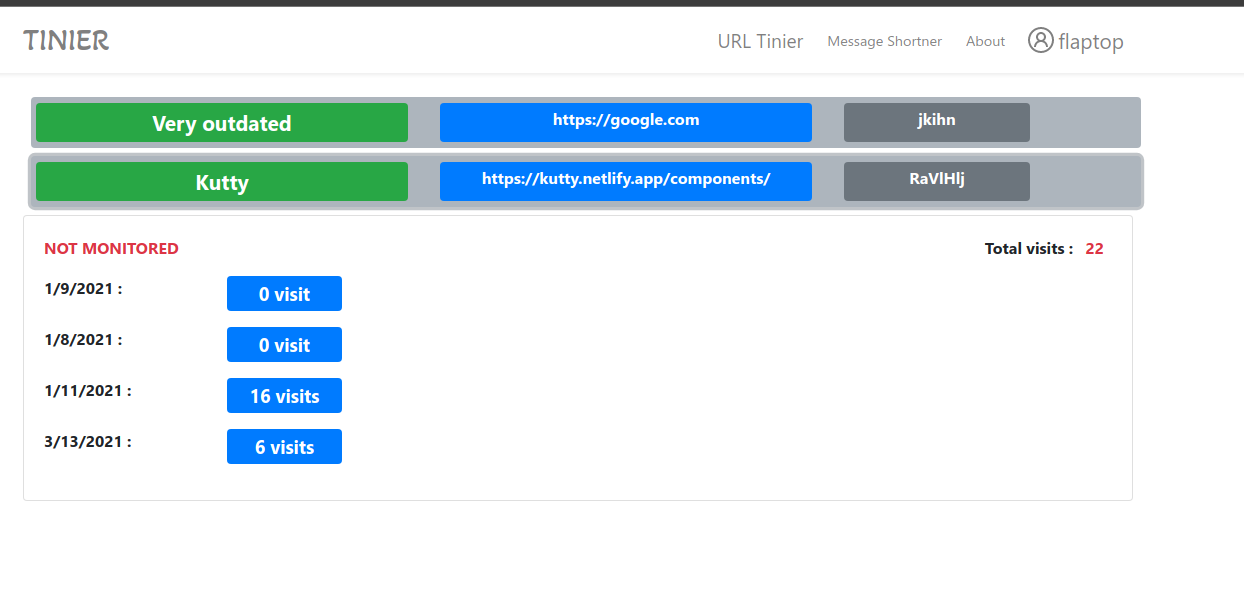 TINIER URL Tinier Message Shortner About flaptop
Very outdated https://google.com jkihn
Kutty https://kutty.netlify.app/components/ RaVlHlj
NOT MONITORED Total visits : 22
1/9/2021 : 0 visit
1/8/2021 : 0 visit
1/11/2021 : 16 visits
3/13/2021 : 6 visits